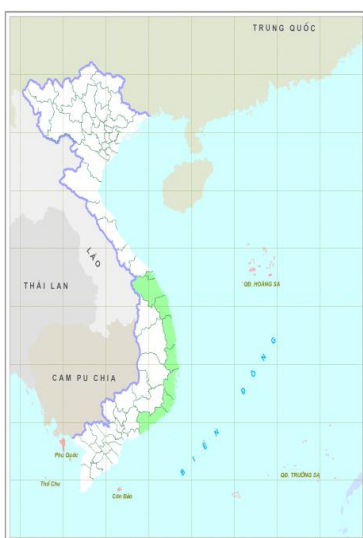 TRUNG QUỐC
LÀO
QĐ. HOÀNG SA
THÁI LAN
BIỂN ĐÔNG
CAM PU CHIA
Phú Quốc
QĐ. TRƯỜNG SA
Thổ Chu
Côn Đảo